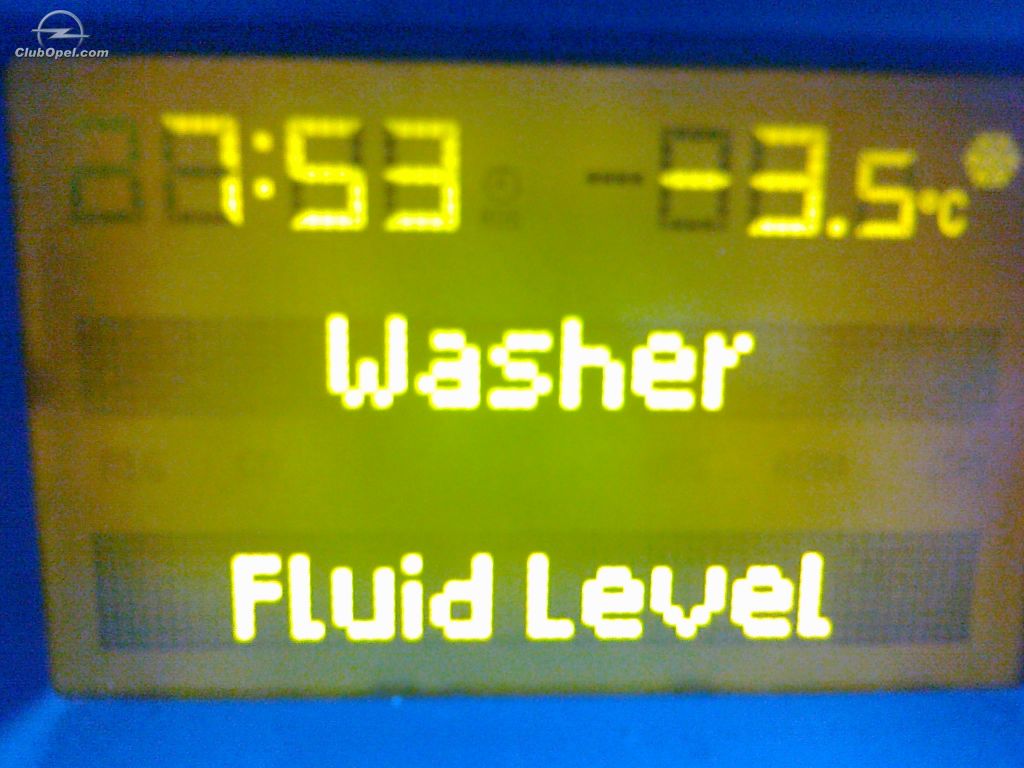 ClubOpel.com
7:53 -3.5°C
Washer
Fluid Level